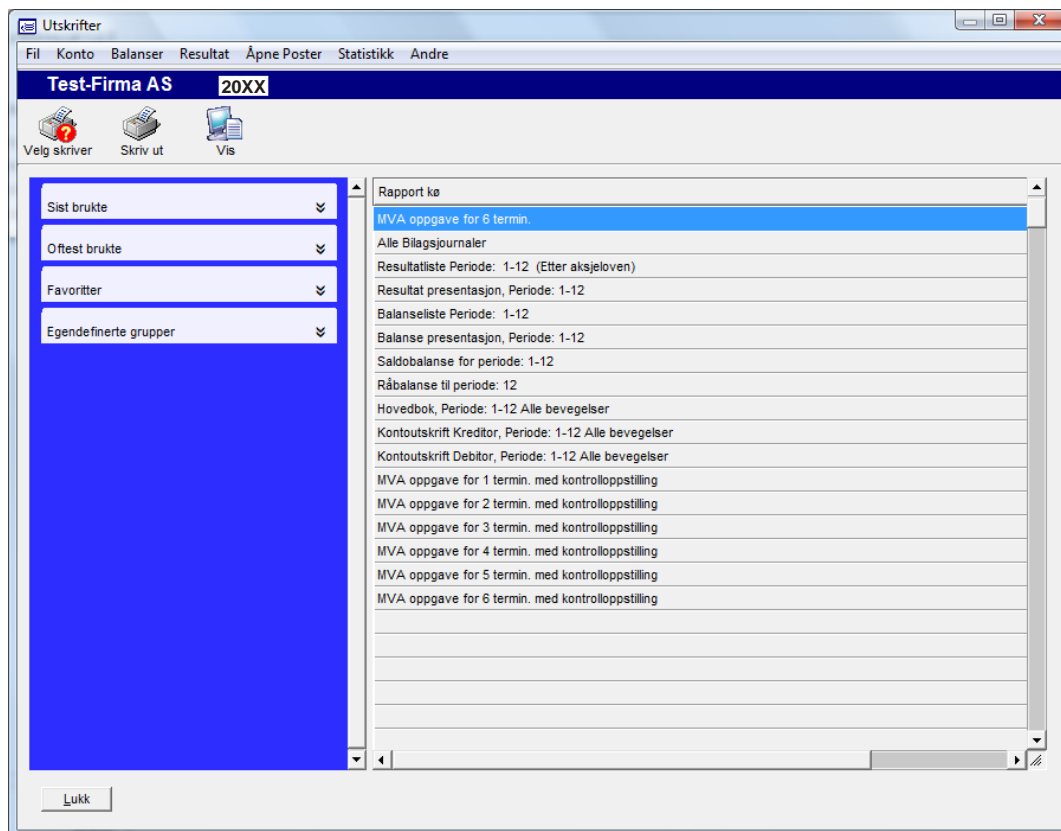 Utskrifter
Fil Konto Balanser Resultat Åpne Poster Statistikk Andre
Test-Firma AS 20XX
Velg skriver Skriv ut Vis
Sist brukte
Oftest brukte
Favoritter
Egendefinerte grupper
Rapport kø
MVA oppgave for 6 termin.
Alle Bilagsjournaler
Resultatliste Periode: 1-12 (Etter aksjeloven)
Resultat presentasjon, Periode: 1-12
Balanseliste Periode: 1-12
Balanse presentasjon, Periode: 1-12
Saldobalanse for periode: 1-12
Råbalanse til periode: 12
Hovedbok, Periode: 1-12 Alle bevegelser
Kontoutskrift Kreditor, Periode: 1-12 Alle bevegelser
Kontoutskrift Debitor, Periode: 1-12 Alle bevegelser
MVA oppgave for 1 termin. med kontrolloppstilling
MVA oppgave for 2 termin. med kontrolloppstilling
MVA oppgave for 3 termin. med kontrolloppstilling
MVA oppgave for 4 termin. med kontrolloppstilling
MVA oppgave for 5 termin. med kontrolloppstilling
MVA oppgave for 6 termin. med kontrolloppstilling
Lukk